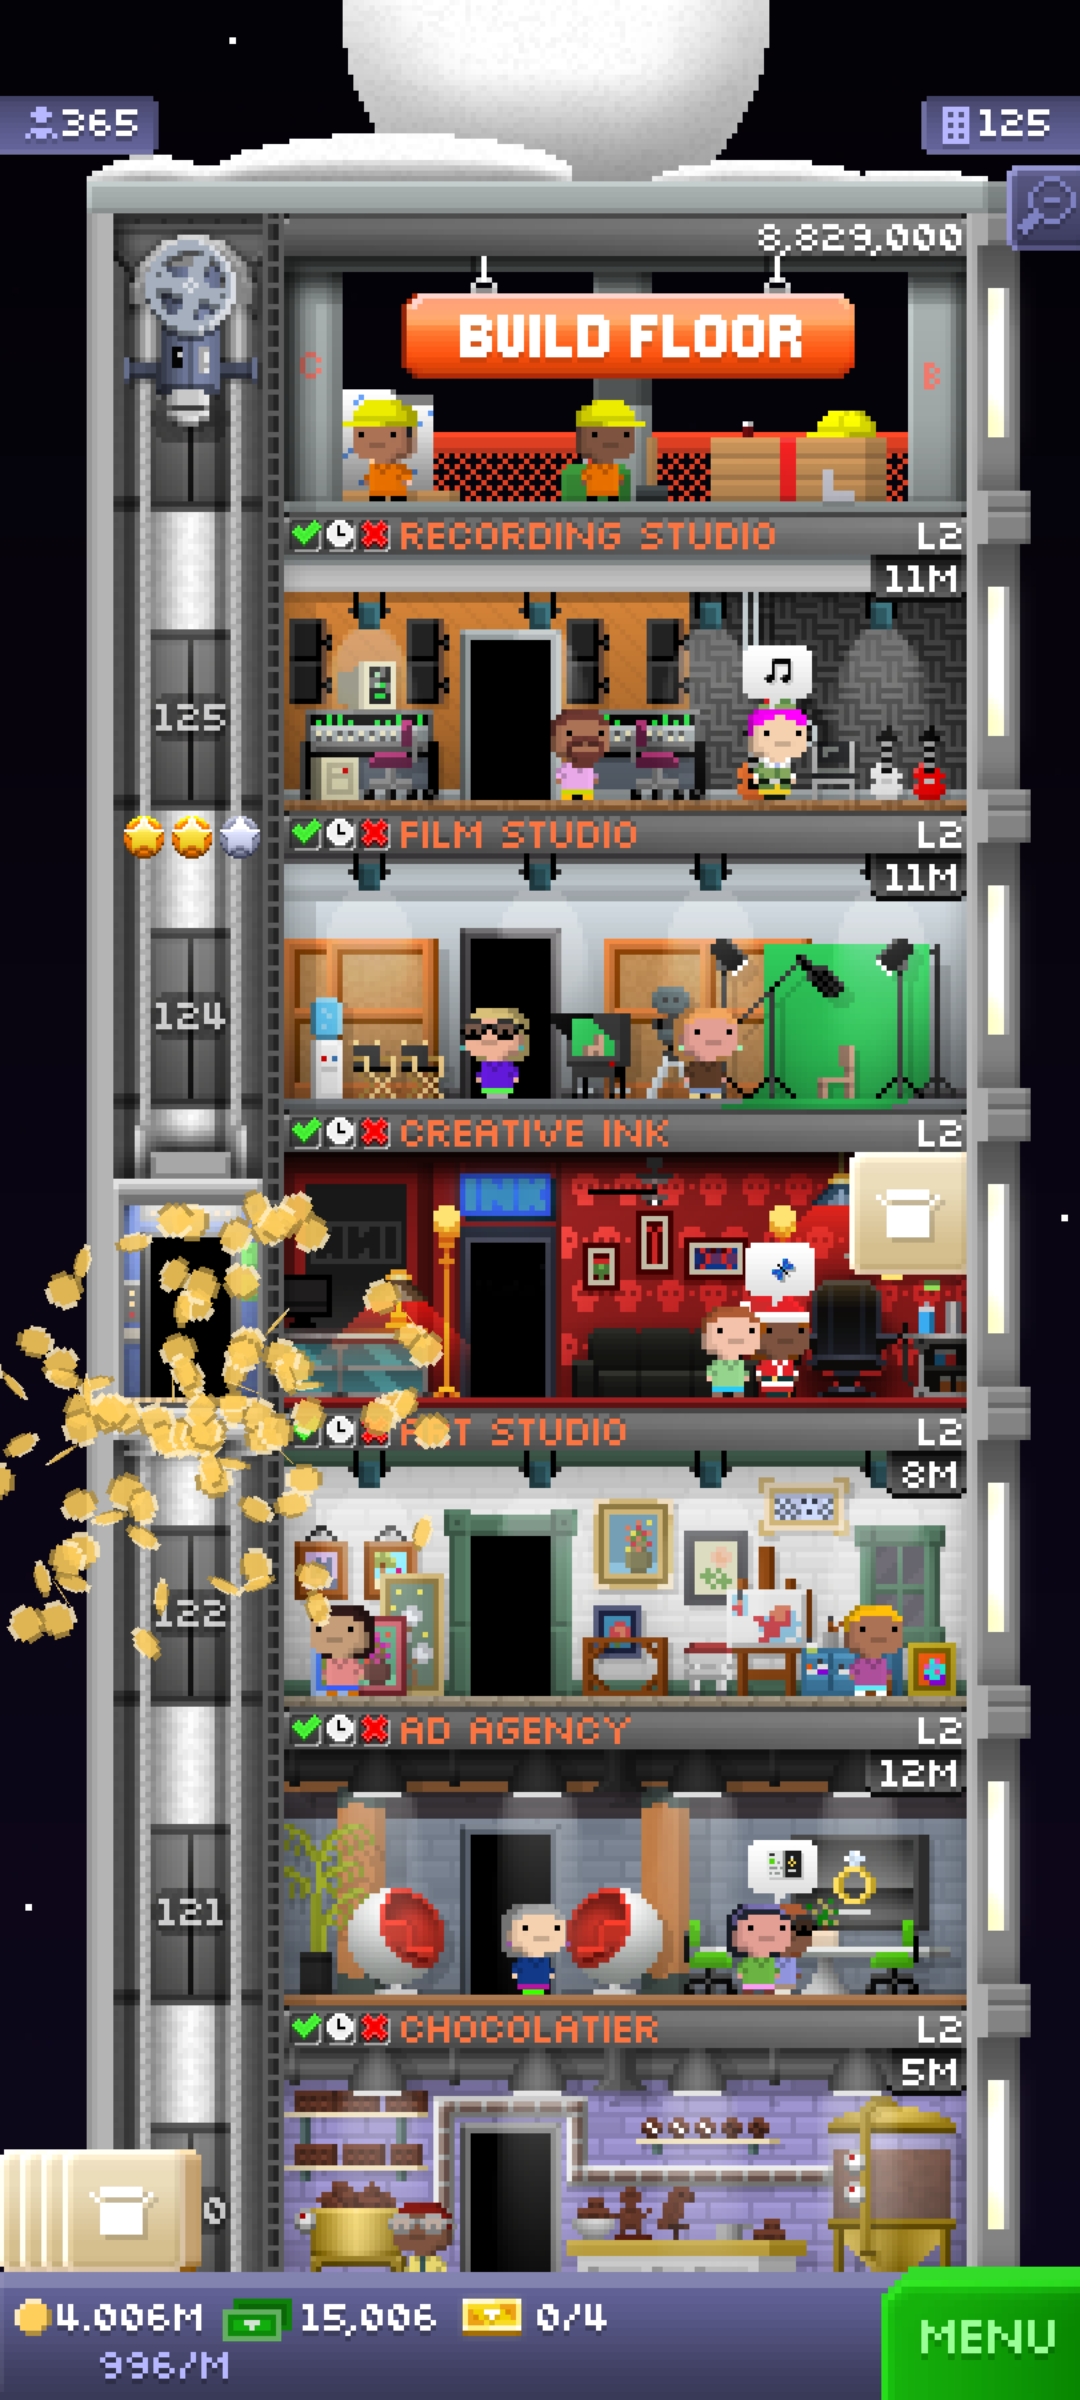 365
125
8,829,000
BUILD FLOOR
C
B
RECORDING STUDIO L2
11M
125
FILM STUDIO L2
11M
124
CREATIVE INK L2
INK
ART STUDIO L2
8M
122
AD AGENCY L2
12M
121
CHOCOLATIER L2
5M
0
4.006M 15,006 0/4
996/M
MENU